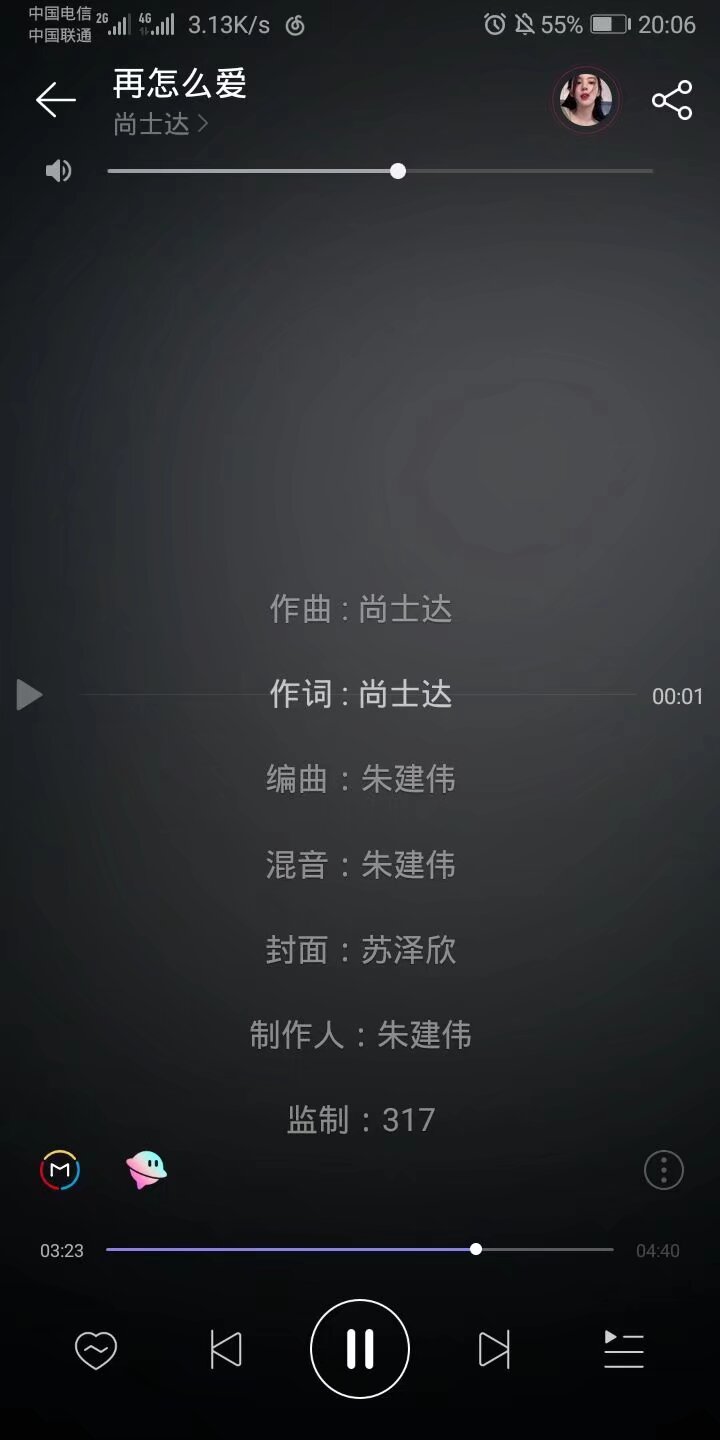 中国电信 2G 4G 3.13K/s 55% 20:06
中国联通
再怎么爱
尚士达
作曲 : 尚士达
作词 : 尚士达 00:01
编曲 : 朱建伟
混音 : 朱建伟
封面 : 苏泽欣
制作人 : 朱建伟
监制 : 317
M
03:23 04:40